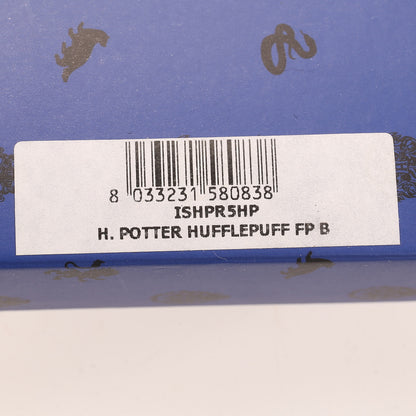 8 033231 580838
ISHPR5HP
H. POTTER HUFFLEPUFF FP B